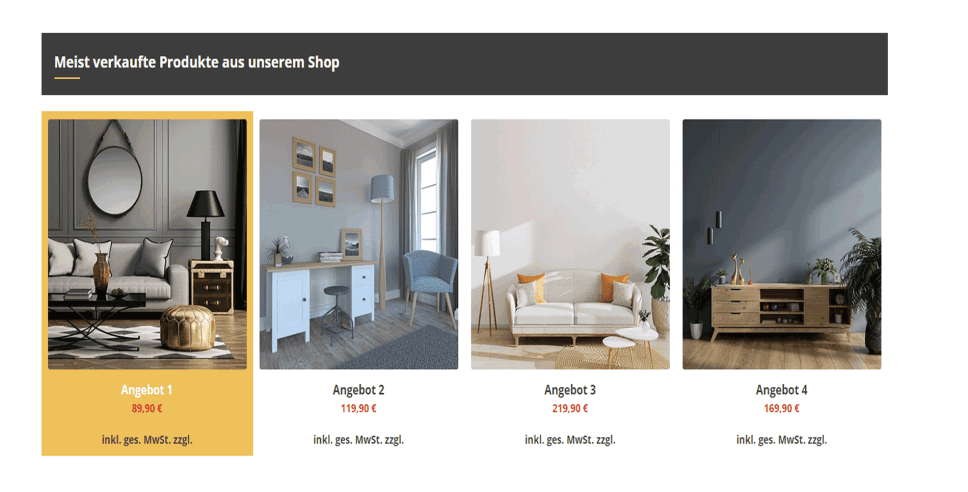 Meist verkaufte Produkte aus unserem Shop
Angebot 1
89,90 €
inkl. ges. MwSt. zzgl.
Angebot 2
119,90 €
inkl. ges. MwSt. zzgl.
Angebot 3
219,90 €
inkl. ges. MwSt. zzgl.
Angebot 4
169,90 €
inkl. ges. MwSt. zzgl.